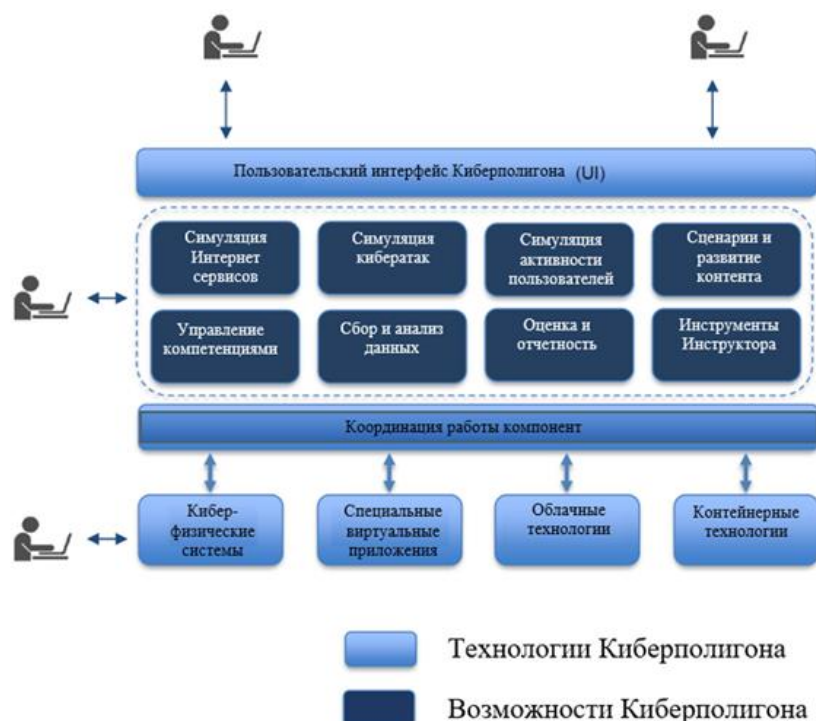 Пользовательский интерфейс Киберполигона (UI)
Симуляция
Интернет
сервисов
Симуляция
кибератак
Симуляция
активности
пользователей
Сценарии и
развитие
контента
Управление
компетенциями
Сбор и анализ
данных
Оценка и
отчетность
Инструменты
Инструктора
Координация работы компонент
Кибер-
физические
системы
Специальные
виртуальные
приложения
Облачные
технологии
Контейнерные
технологии
Технологии Киберполигона
Возможности Киберполигона